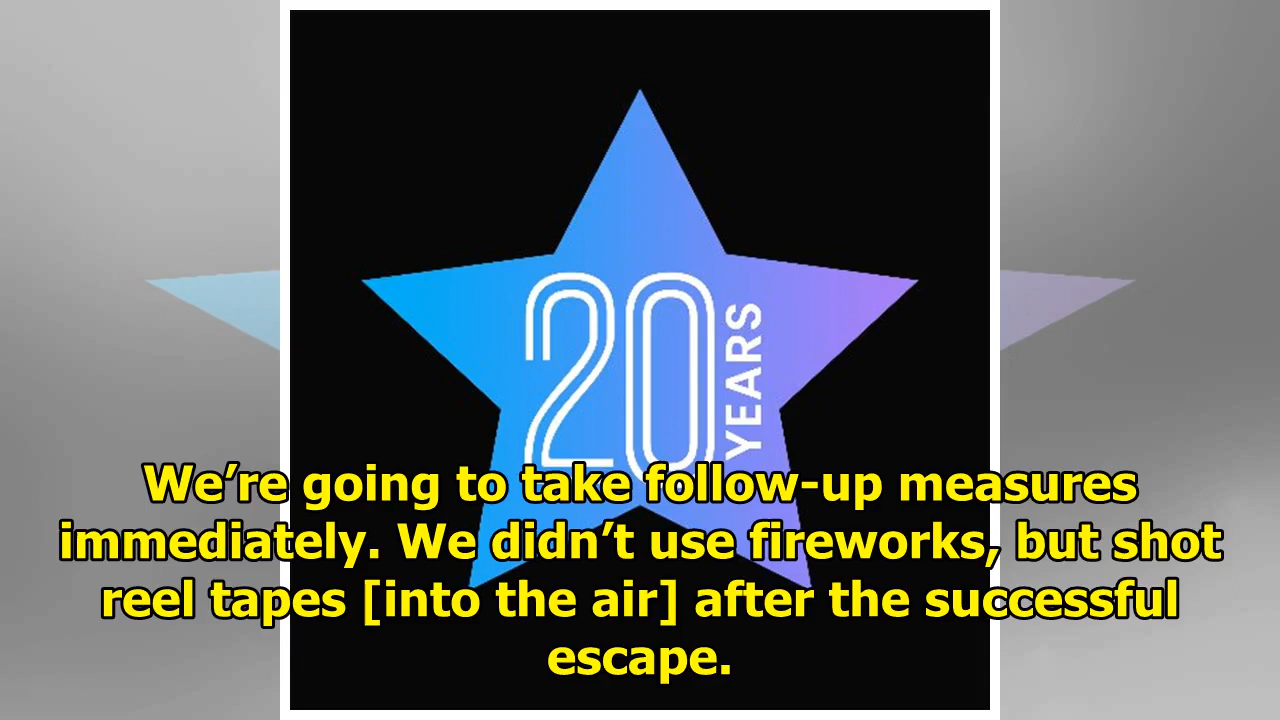 20
YEARS
We’re going to take follow-up measures
immediately. We didn’t use fireworks, but shot
reel tapes [into the air] after the successful
escape.